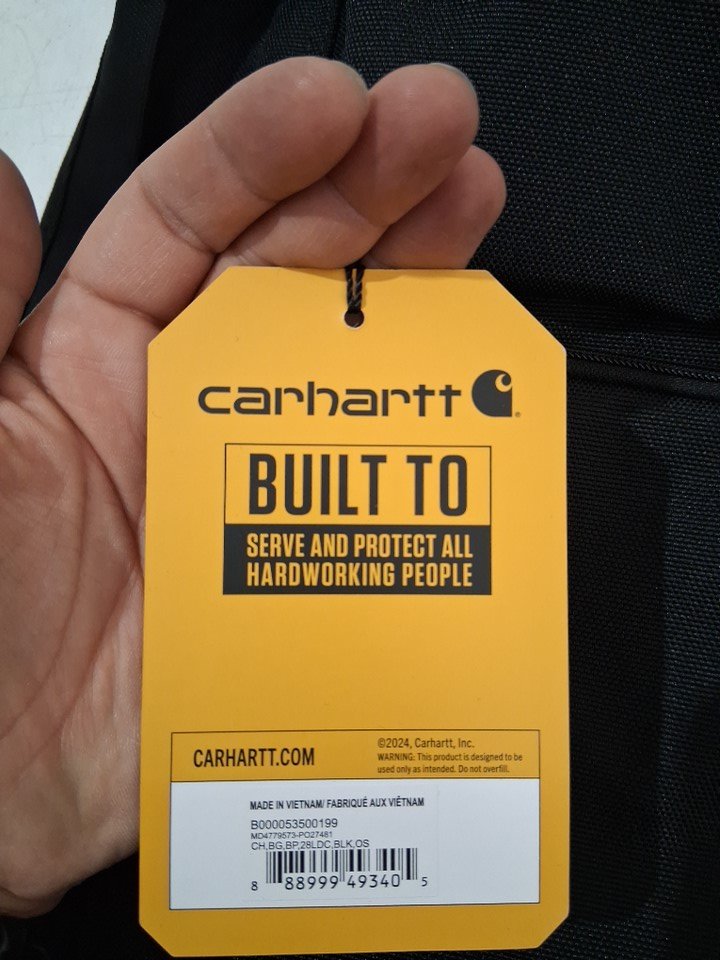 carhartt
BUILT TO
SERVE AND PROTECT ALL
HARDWORKING PEOPLE
CARHARTT.COM
©2024, Carhartt, Inc.
WARNING: This product is designed to be
used only as intended. Do not overfill.
MADE IN VIETNAM/ FABRIQUÉ AUX VIÊTNAM
B000053500199
MD4779573-PO27481
CH,BG,BP,28LDC,BLK,OS
8 88999 49340 5